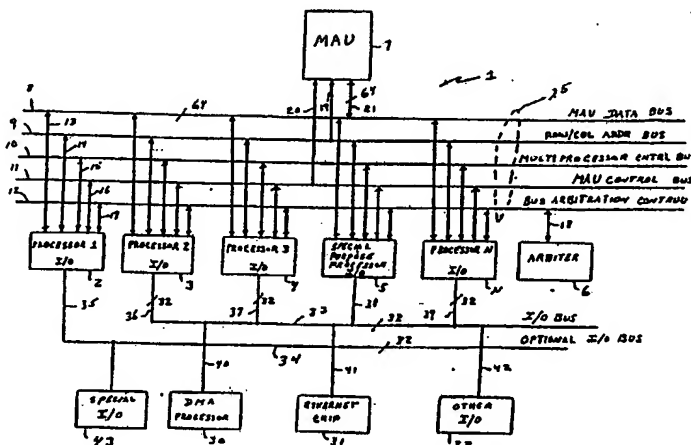 MAU
7
1
25
64
20
19
21
64
8
13
MAU DATA BUS
9
14
ROW/COL ADDR BUS
10
15
MULTIPROCESSOR CNTRL BUS
11
16
MAU CONTROL BUS
12
17
BUS ARBITRATION CONTROL
18
PROCESSOR 1 I/O
PROCESSOR 2 I/O
PROCESSOR 3 I/O
SPECIAL PURPOSE PROCESSOR I/O
PROCESSOR N I/O
ARBITER
2
3
4
5
N
6
35
32
36
32
37
38
32
39
33
32
I/O BUS
34
32
OPTIONAL I/O BUS
40
41
42
SPECIAL I/O
DMA PROCESSOR
ETHERNET CHIP
OTHER I/O
43
30
31